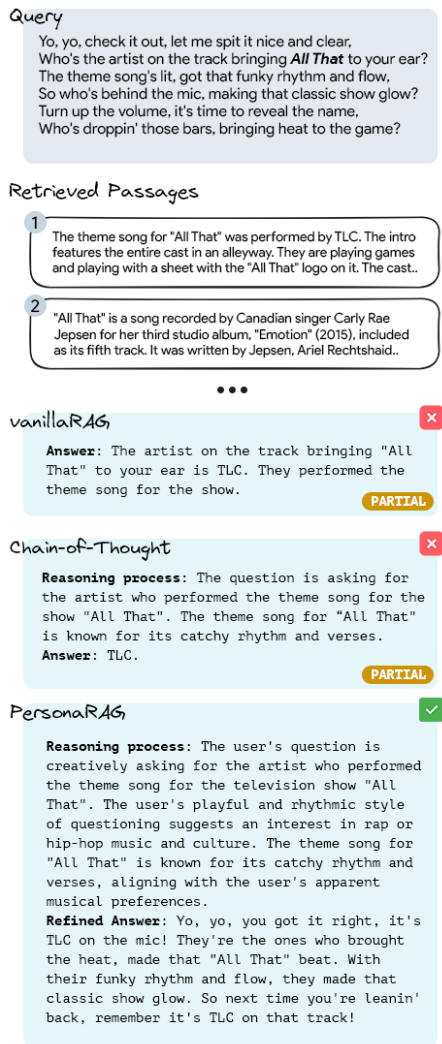 Query
Yo, yo, check it out, let me spit it nice and clear,
Who's the artist on the track bringing All That to your ear?
The theme song's lit, got that funky rhythm and flow,
So who's behind the mic, making that classic show glow?
Turn up the volume, it's time to reveal the name,
Who's droppin' those bars, bringing heat to the game?
Retrieved Passages
1
The theme song for "All That" was performed by TLC. The intro
features the entire cast in an alleyway. They are playing games
and playing with a sheet with the "All That" logo on it. The cast..
2
"All That" is a song recorded by Canadian singer Carly Rae
Jepsen for her third studio album, "Emotion" (2015), included
as its fifth track. It was written by Jepsen, Ariel Rechtshaid..
•••
vanillaRAG
Answer: The artist on the track bringing "All
That" to your ear is TLC. They performed the
theme song for the show.
PARTIAL
Chain-of-Thought
Reasoning process: The question is asking for
the artist who performed the theme song for the
show "All That". The theme song for “All That"
is known for its catchy rhythm and verses.
Answer: TLC.
PARTIAL
PersonaRAG
Reasoning process: The user's question is
creatively asking for the artist who performed
the theme song for the television show "All
That". The user's playful and rhythmic style
of questioning suggests an interest in rap or
hip-hop music and culture. The theme song for
"All That" is known for its catchy rhythm and
verses, aligning with the user's apparent
musical preferences.
Refined Answer: Yo, yo, you got it right, it's
TLC on the mic! They're the ones who brought
the heat, made that "All That" beat. With
their funky rhythm and flow, they made that
classic show glow. So next time you're leanin'
back, remember it's TLC on that track!